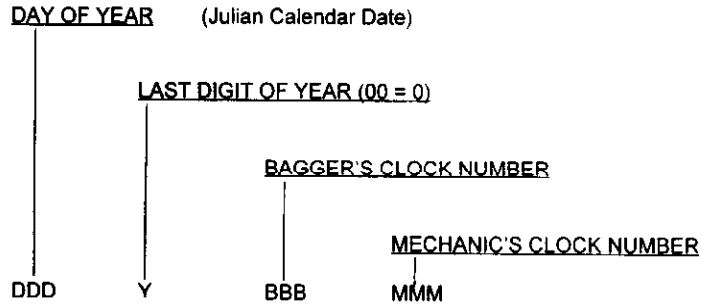 DAY OF YEAR (Julian Calendar Date)
LAST DIGIT OF YEAR (00 = 0)
BAGGER'S CLOCK NUMBER
MECHANIC'S CLOCK NUMBER
DDD Y BBB MMM